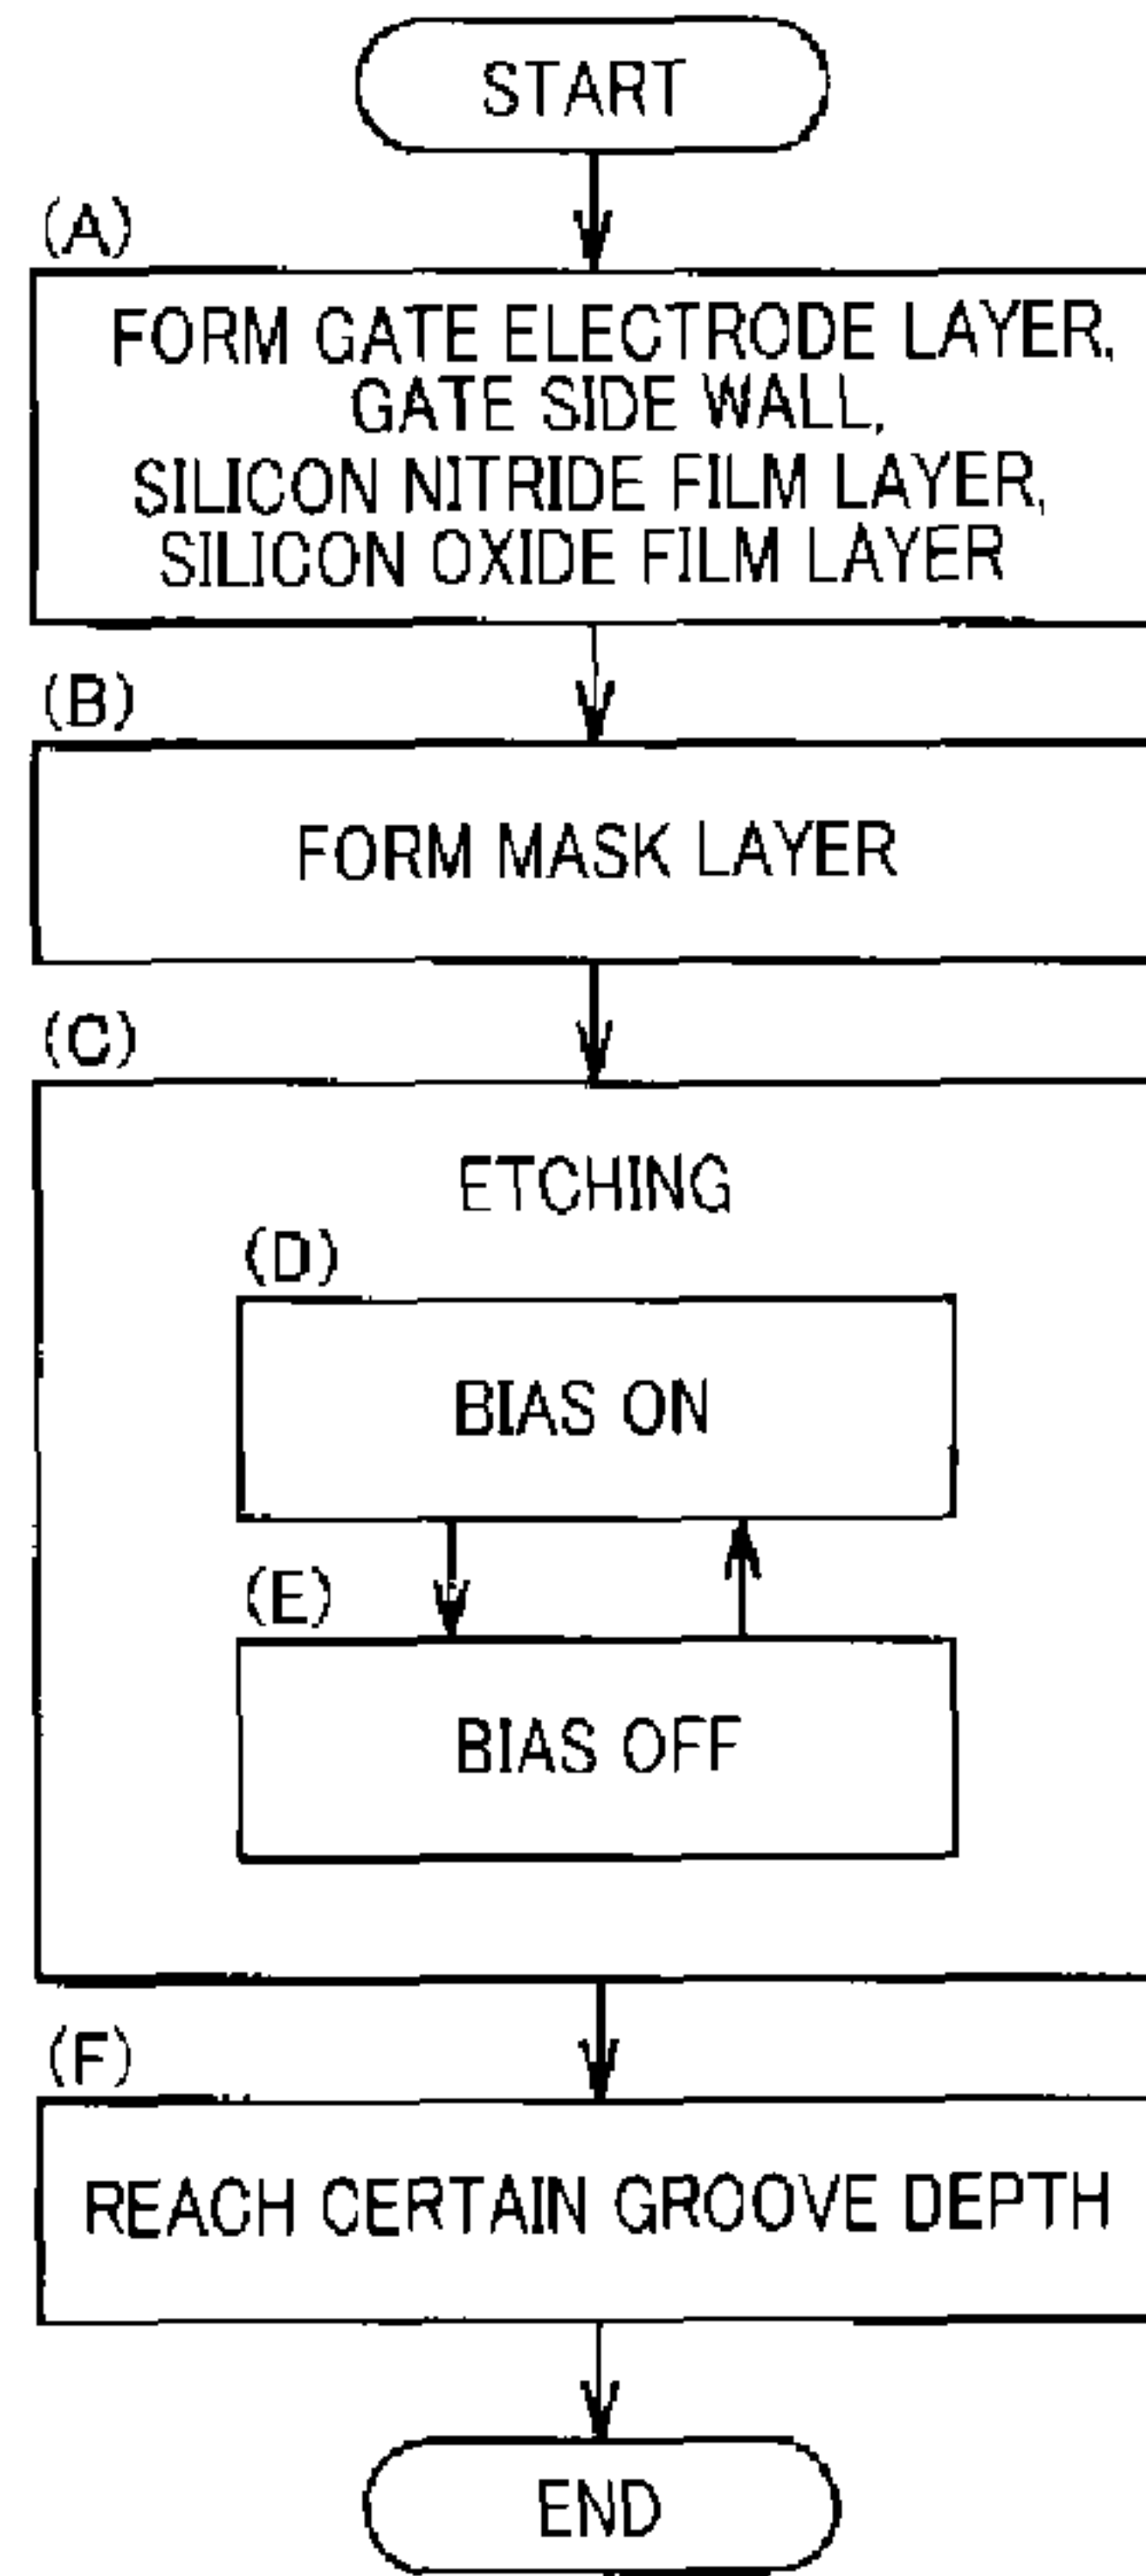 START
(A)
FORM GATE ELECTRODE LAYER,
GATE SIDE WALL,
SILICON NITRIDE FILM LAYER,
SILICON OXIDE FILM LAYER
(B)
FORM MASK LAYER
(C)
ETCHING
(D)
BIAS ON
(E)
BIAS OFF
(F)
REACH CERTAIN GROOVE DEPTH
END